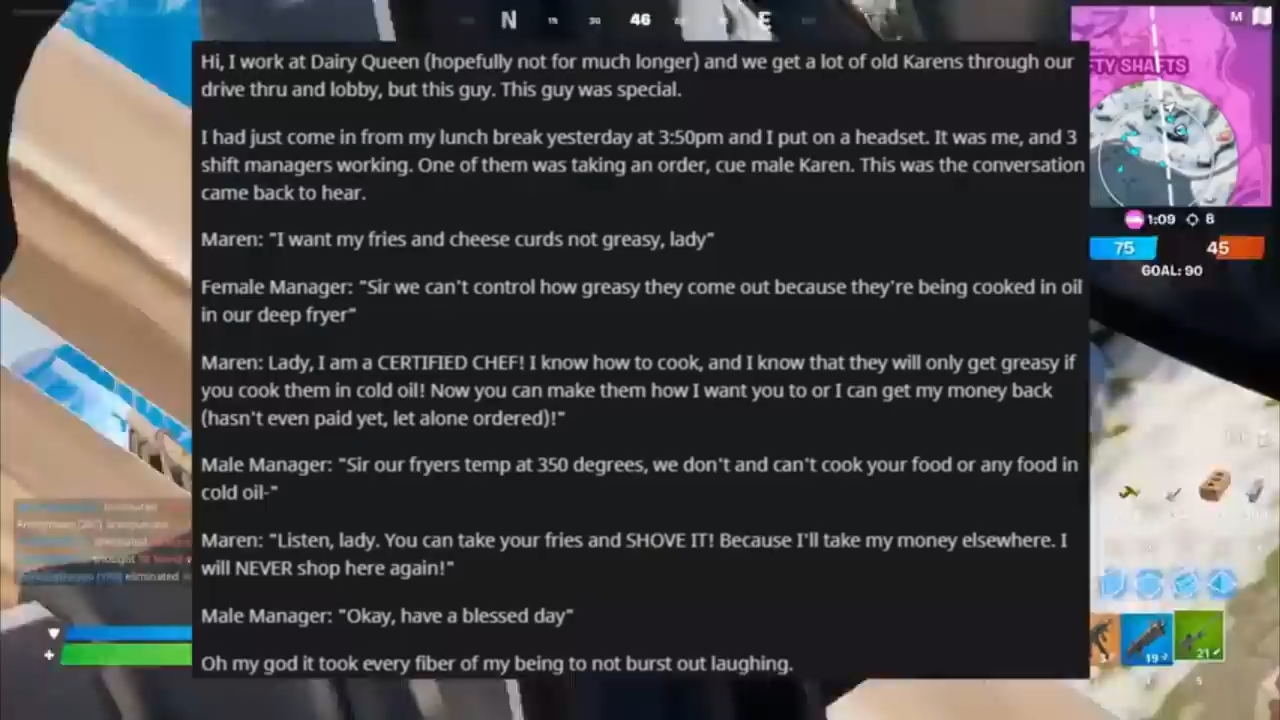 N 15 30 46 E
M
FTY SHAFTS
1:09 8
75 45
GOAL: 90
Hi, I work at Dairy Queen (hopefully not for much longer) and we get a lot of old Karens through our
drive thru and lobby, but this guy. This guy was special.
I had just come in from my lunch break yesterday at 3:50pm and I put on a headset. It was me, and 3
shift managers working. One of them was taking an order, cue male Karen. This was the conversation
came back to hear.
Maren: "I want my fries and cheese curds not greasy, lady"
Female Manager: "Sir we can't control how greasy they come out because they're being cooked in oil
in our deep fryer"
Maren: Lady, I am a CERTIFIED CHEF! I know how to cook, and I know that they will only get greasy if
you cook them in cold oil! Now you can make them how I want you to or I can get my money back
(hasn't even paid yet, let alone ordered)!"
Male Manager: "Sir our fryers temp at 350 degrees, we don't and can't cook your food or any food in
cold oil-"
Maren: "Listen, lady. You can take your fries and SHOVE IT! Because I'll take my money elsewhere. I
will NEVER shop here again!"
Male Manager: "Okay, have a blessed day"
Oh my god it took every fiber of my being to not burst out laughing.
eliminated
3 19 21